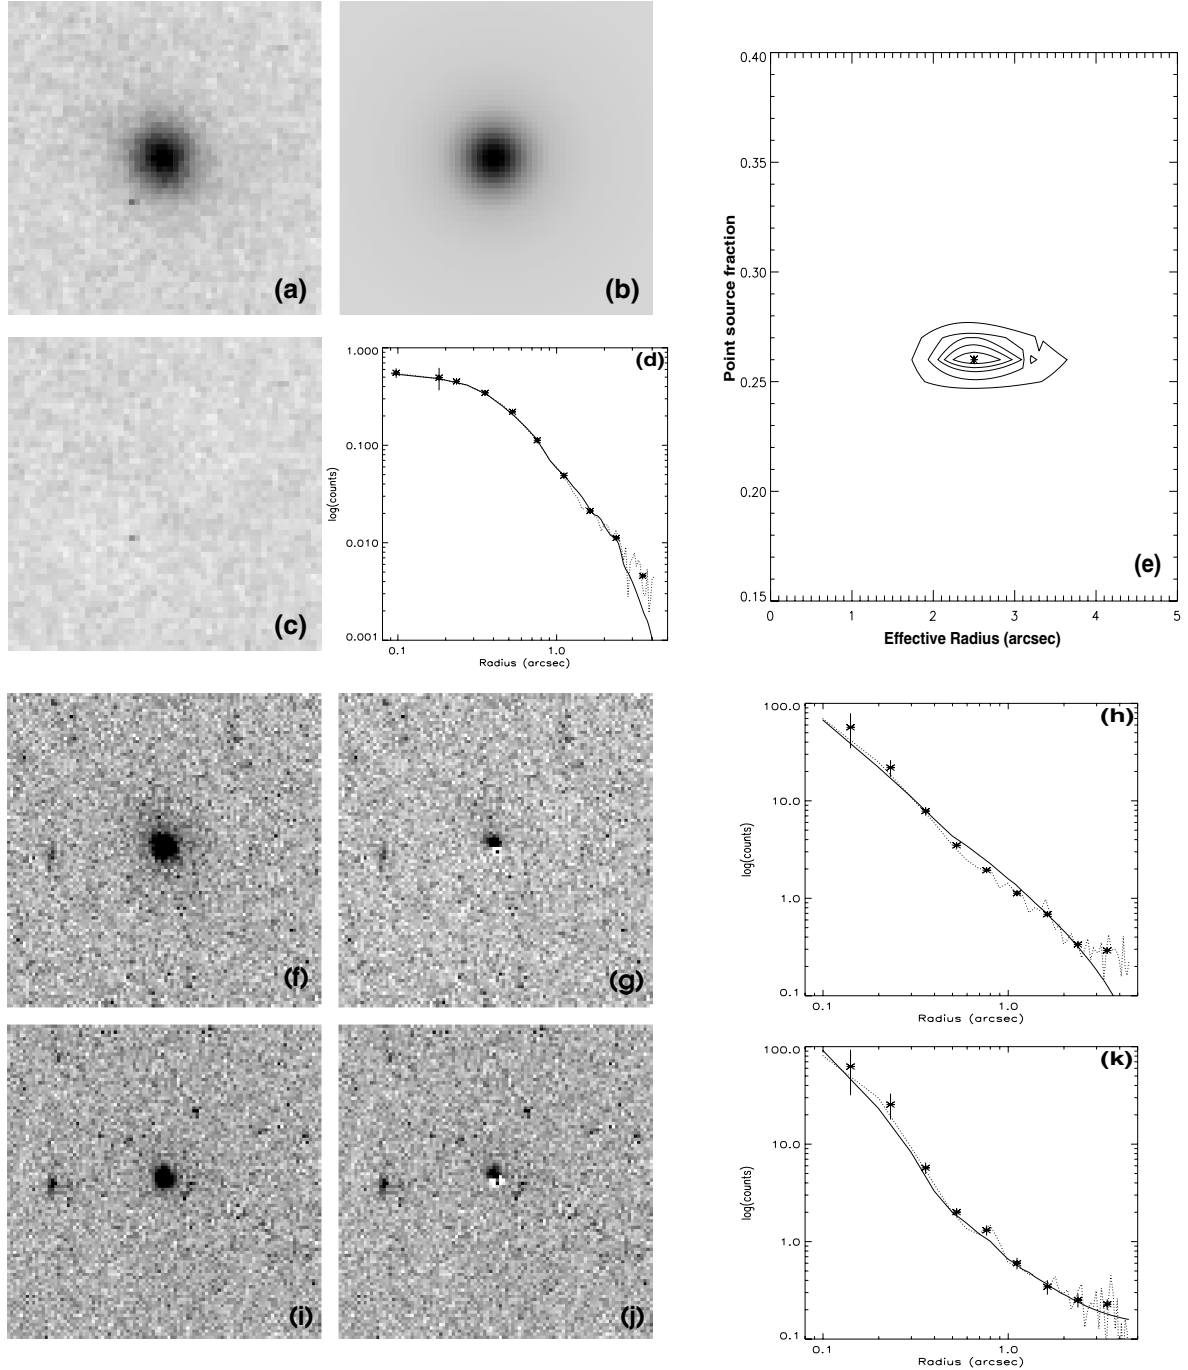 (a)
(b)
(c)
1.000
0.100
0.010
0.001
log(counts)
0.1
1.0
Radius (arcsec)
(d)
0.40
0.35
0.30
0.25
0.20
0.15
Point source fraction
0
1
2
3
4
5
Effective Radius (arcsec)
(e)
(f)
(g)
100.0
10.0
1.0
0.1
log(counts)
0.1
1.0
Radius (arcsec)
(h)
(i)
(j)
100.0
10.0
1.0
0.1
log(counts)
0.1
1.0
Radius (arcsec)
(k)